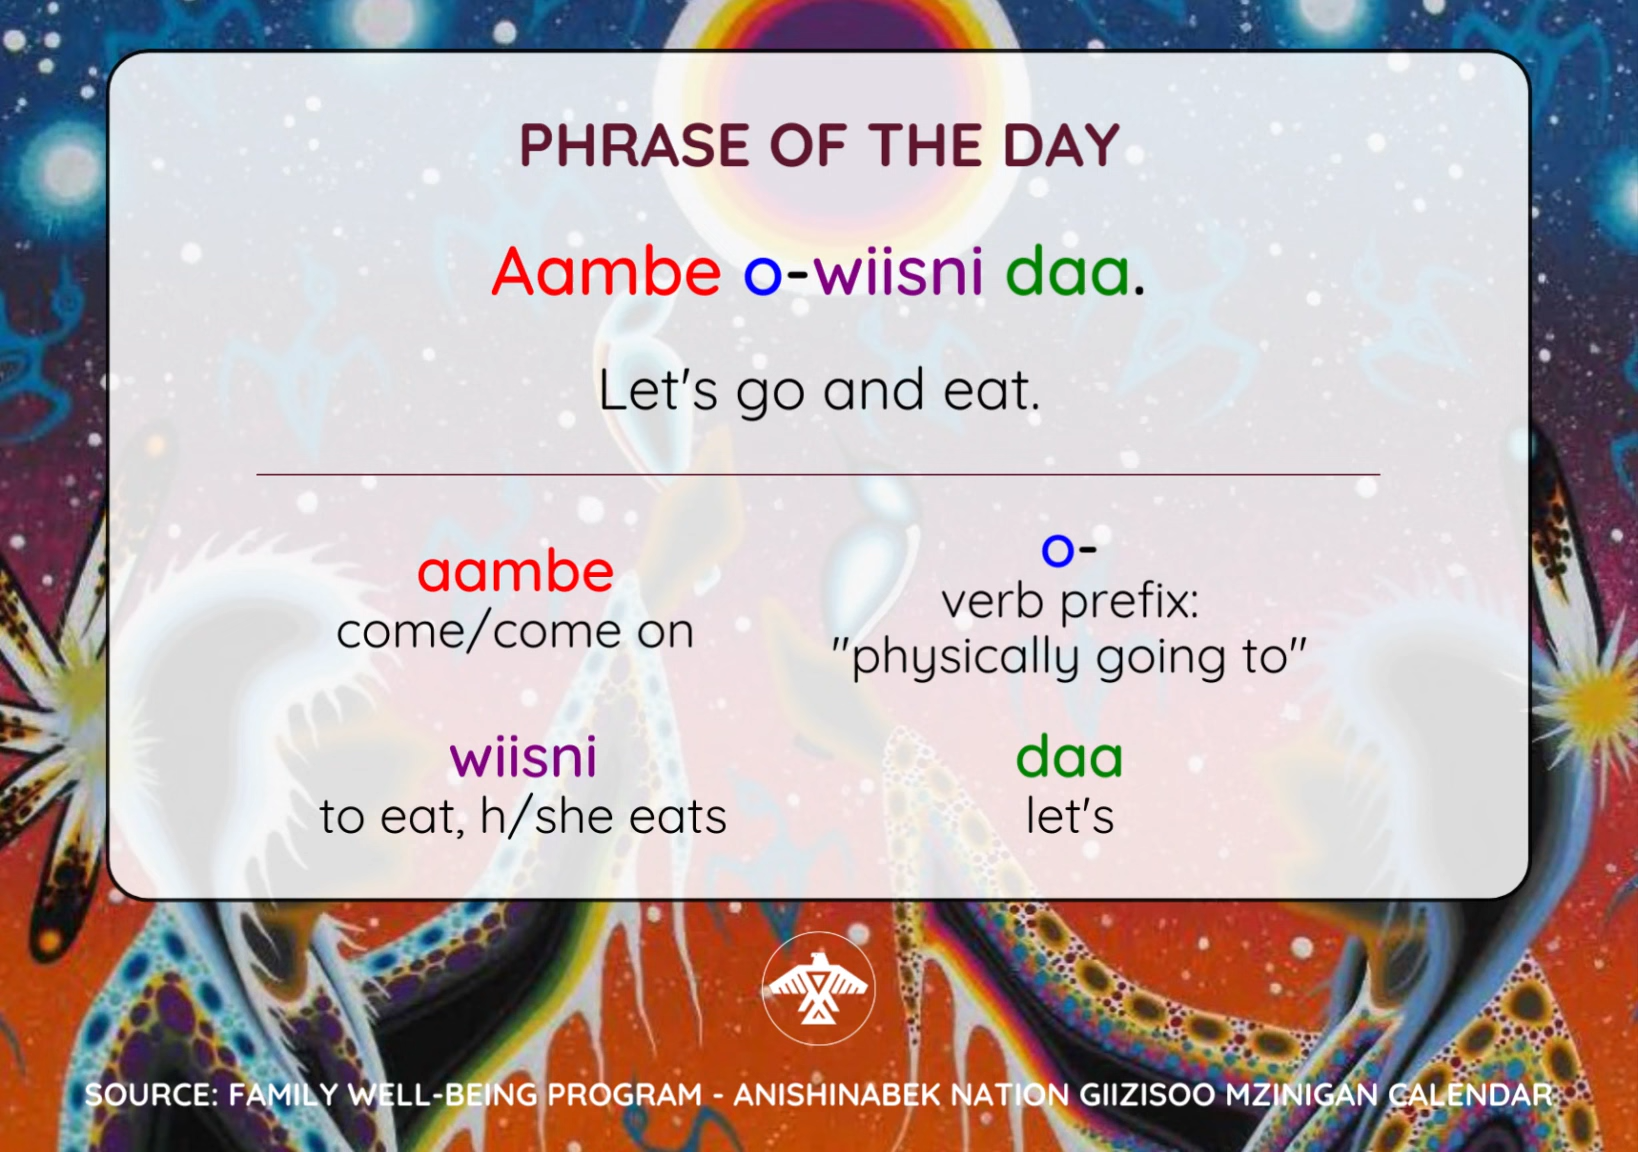 PHRASE OF THE DAY
Aambe o-wiisni daa.
Let's go and eat.
aambe
come/come on
o-
verb prefix:
"physically going to"
wiisni
to eat, h/she eats
daa
let's
SOURCE: FAMILY WELL-BEING PROGRAM - ANISHINABEK NATION GIIZISOO MZINIGAN CALENDAR